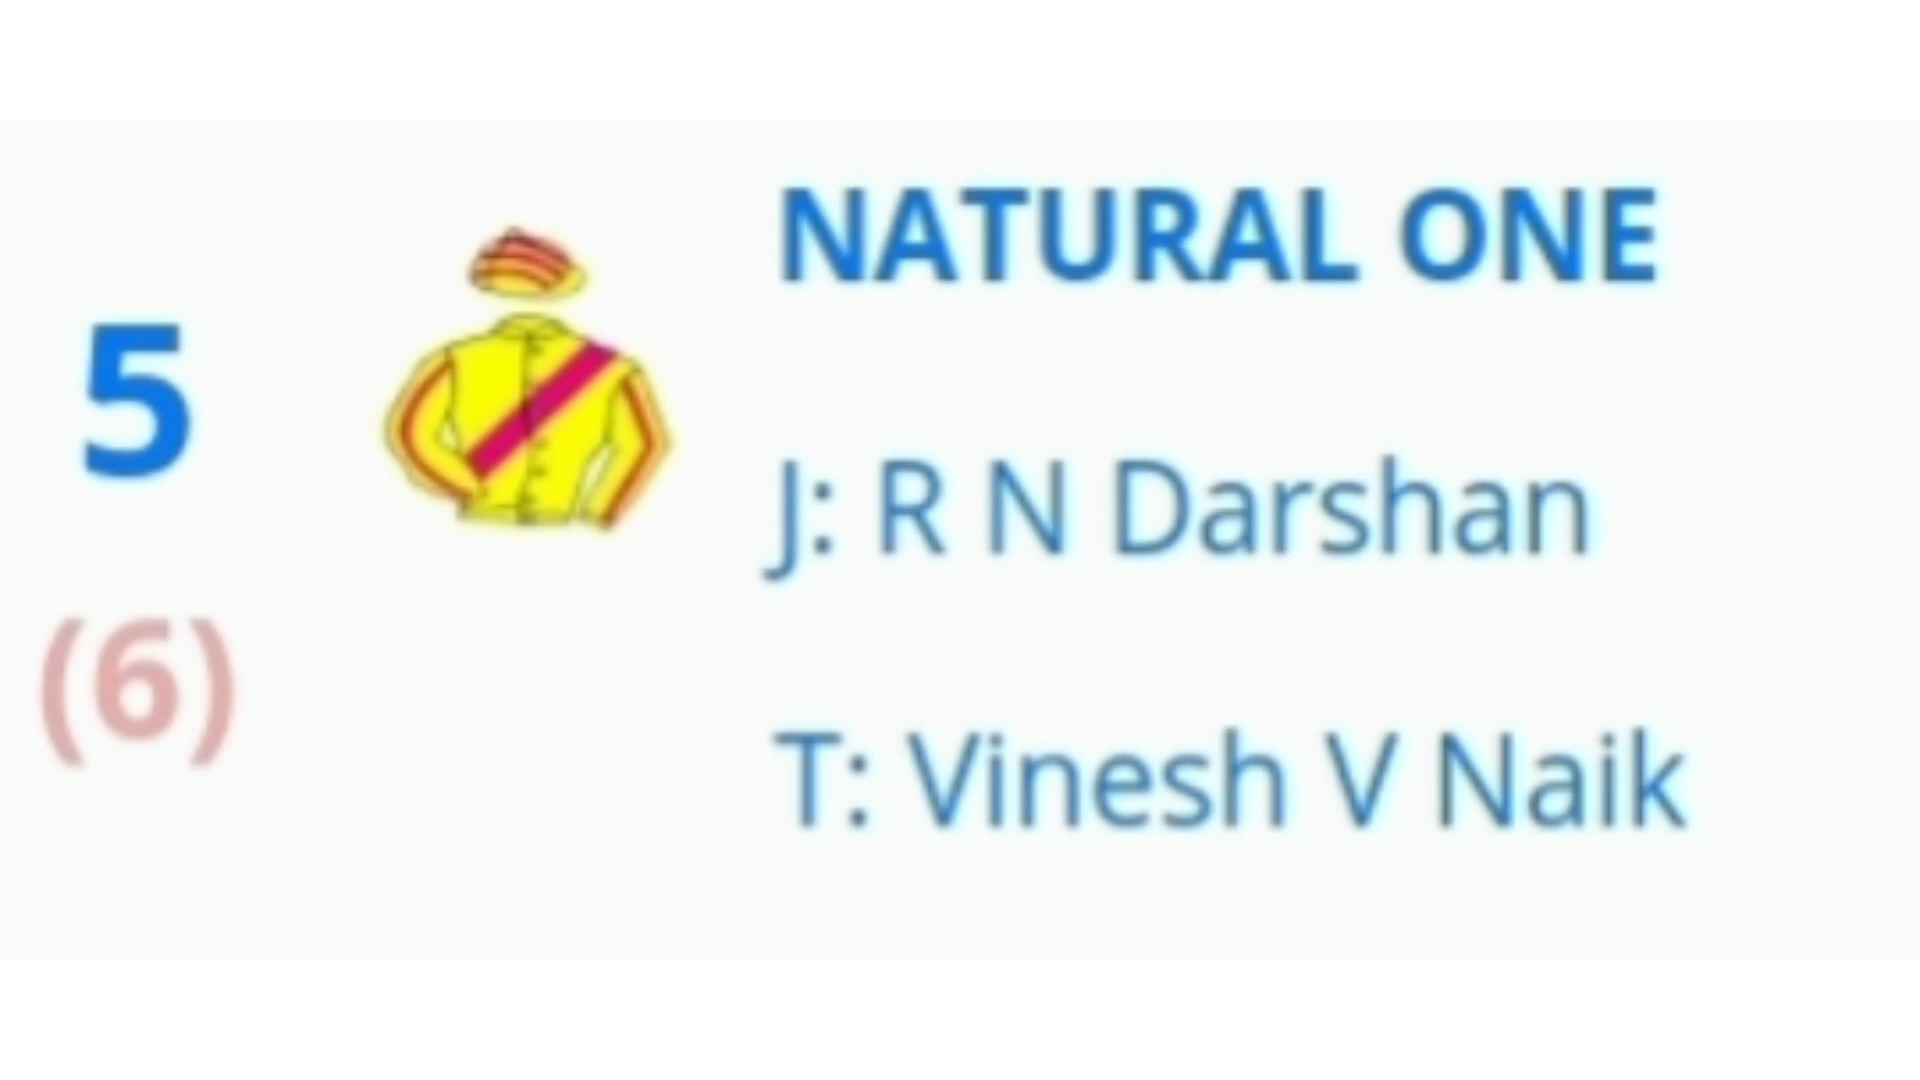 5
(6)
NATURAL ONE
J: R N Darshan
T: Vinesh V Naik